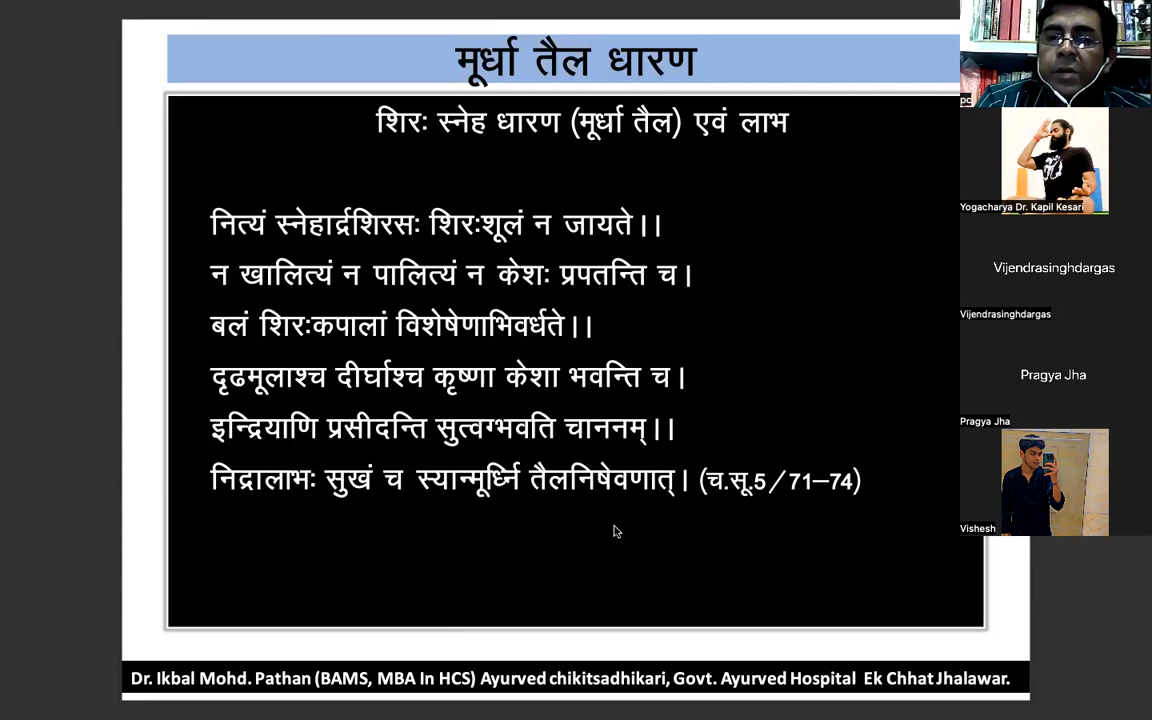 मूर्धा तैल धारण
शिरः स्नेह धारण (मूर्धा तैल) एवं लाभ
नित्यं स्नेहार्द्रशिरसः शिरःशूलं न जायते।।
न खालित्यं न पालित्यं न केशः प्रपतन्ति च।
बलं शिरःकपालां विशेषेणाभिवर्धते।।
दृढमूलाश्च दीर्घाश्च कृष्णा केशा भवन्ति च।
इन्द्रियाणि प्रसीदन्ति सुत्वग्भवति चाननम्।।
निद्रालाभः सुखं च स्यान्मूर्ध्नि तैलनिषेवणात्। (च.सू.5/71–74)
Dr. Ikbal Mohd. Pathan (BAMS, MBA In HCS) Ayurved chikitsadhikari, Govt. Ayurved Hospital Ek Chhat Jhalawar.
pc
Yogacharya Dr. Kapil Kesari
Vijendrasinghdargas
Vijendrasinghdargas
Pragya Jha
Pragya Jha
Vishesh